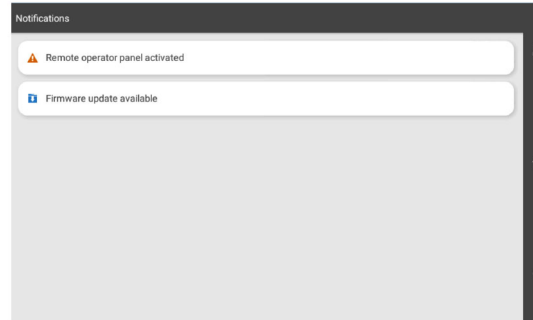 Notifications
Remote operator panel activated
Firmware update available